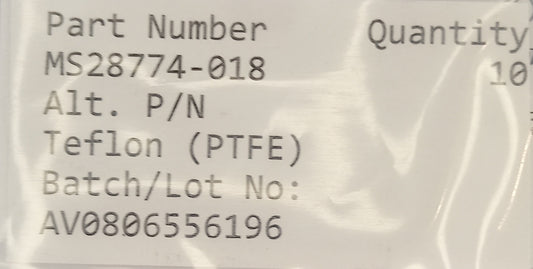 Part Number Quantity
MS28774-018 10
Alt. P/N
Teflon (PTFE)
Batch/Lot No:
AV0806556196